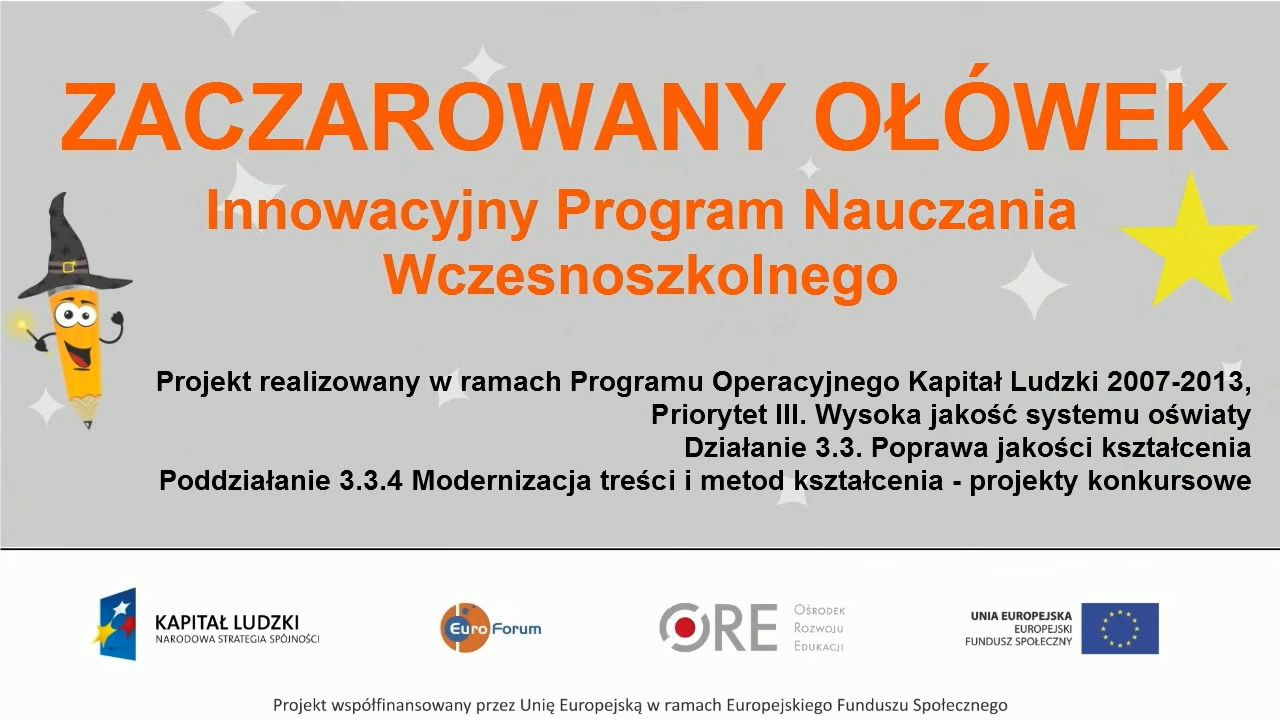 ZACZAROWANY OŁÓWEK
Innowacyjny Program Nauczania
Wczesnoszkolnego
Projekt realizowany w ramach Programu Operacyjnego Kapitał Ludzki 2007-2013,
Priorytet III. Wysoka jakość systemu oświaty
Działanie 3.3. Poprawa jakości kształcenia
Poddziałanie 3.3.4 Modernizacja treści i metod kształcenia - projekty konkursowe
KAPITAŁ LUDZKI
NARODOWA STRATEGIA SPÓJNOŚCI
EuroForum
ORE
Ośrodek
Rozwoju
Edukacji
UNIA EUROPEJSKA
EUROPEJSKI
FUNDUSZ SPOŁECZNY
Projekt współfinansowany przez Unię Europejską w ramach Europejskiego Funduszu Społecznego